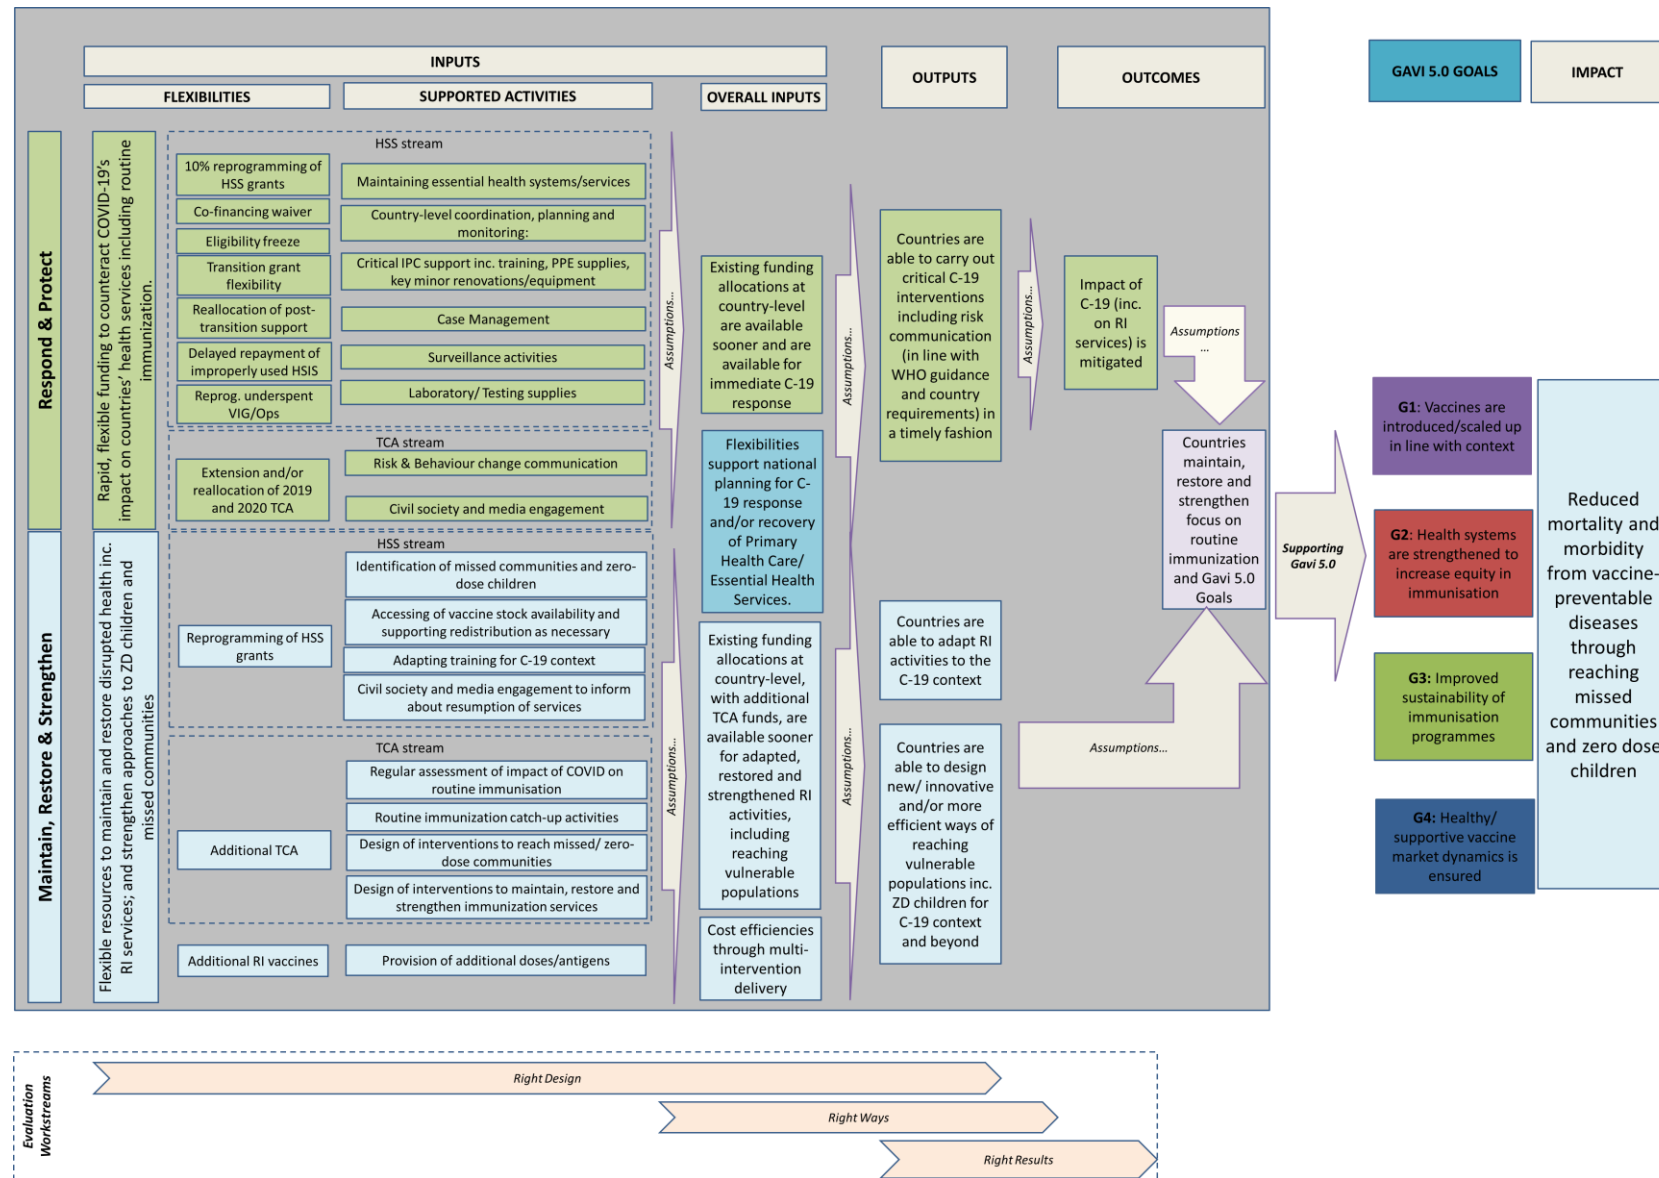 INPUTS
OUTPUTS
OUTCOMES
GAVI 5.0 GOALS
IMPACT
FLEXIBILITIES
SUPPORTED ACTIVITIES
OVERALL INPUTS
Respond & Protect
Rapid, flexible funding to counteract COVID-19's
impact on countries' health services including routine
immunization.
HSS stream
10% reprogramming of
HSS grants
Co-financing waiver
Eligibility freeze
Transition grant
flexibility
Reallocation of post-
transition support
Delayed repayment of
improperly used HSIS
Reprog. underspent
VIG/Ops
Maintaining essential health systems/services
Country-level coordination, planning and
monitoring:
Critical IPC support inc. training, PPE supplies,
key minor renovations/equipment
Case Management
Surveillance activities
Laboratory/ Testing supplies
TCA stream
Extension and/or
reallocation of 2019
and 2020 TCA
Risk & Behaviour change communication
Civil society and media engagement
Assumptions...
Existing funding
allocations at
country-level
are available
sooner and are
available for
immediate C-19
response
Flexibilities
support national
planning for C-
19 response
and/or recovery
of Primary
Health Care/
Essential Health
Services.
Assumptions...
Countries are
able to carry out
critical C-19
interventions
including risk
communication
(in line with
WHO guidance
and country
requirements) in
a timely fashion
Assumptions...
Impact of
C-19 (inc.
on RI
services) is
mitigated
Assumptions
...
Countries
maintain,
restore and
strengthen
focus on
routine
immunization
and Gavi 5.0
Goals
Supporting
Gavi 5.0
G1: Vaccines are
introduced/scaled up
in line with context
G2: Health systems
are strengthened to
increase equity in
immunisation
G3: Improved
sustainability of
immunisation
programmes
G4: Healthy/
supportive vaccine
market dynamics is
ensured
Reduced
mortality and
morbidity
from vaccine-
preventable
diseases
through
reaching
missed
communities
and zero dose
children
Maintain, Restore & Strengthen
Flexible resources to maintain and restore disrupted health inc.
RI services; and strengthen approaches to ZD children and
missed communities
HSS stream
Reprogramming of HSS
grants
Identification of missed communities and zero-
dose children
Accessing of vaccine stock availability and
supporting redistribution as necessary
Adapting training for C-19 context
Civil society and media engagement to inform
about resumption of services
TCA stream
Additional TCA
Regular assessment of impact of COVID on
routine immunisation
Routine immunization catch-up activities
Design of interventions to reach missed/ zero-
dose communities
Design of interventions to maintain, restore and
strengthen immunization services
Additional RI vaccines
Provision of additional doses/antigens
Assumptions...
Existing funding
allocations at
country-level,
with additional
TCA funds, are
available sooner
for adapted,
restored and
strengthened RI
activities,
including
reaching
vulnerable
populations
Cost efficiencies
through multi-
intervention
delivery
Assumptions...
Countries are
able to adapt RI
activities to the
C-19 context
Countries are
able to design
new/ innovative
and/or more
efficient ways of
reaching
vulnerable
populations inc.
ZD children for
C-19 context
and beyond
Assumptions...
Evaluation
Workstreams
Right Design
Right Ways
Right Results